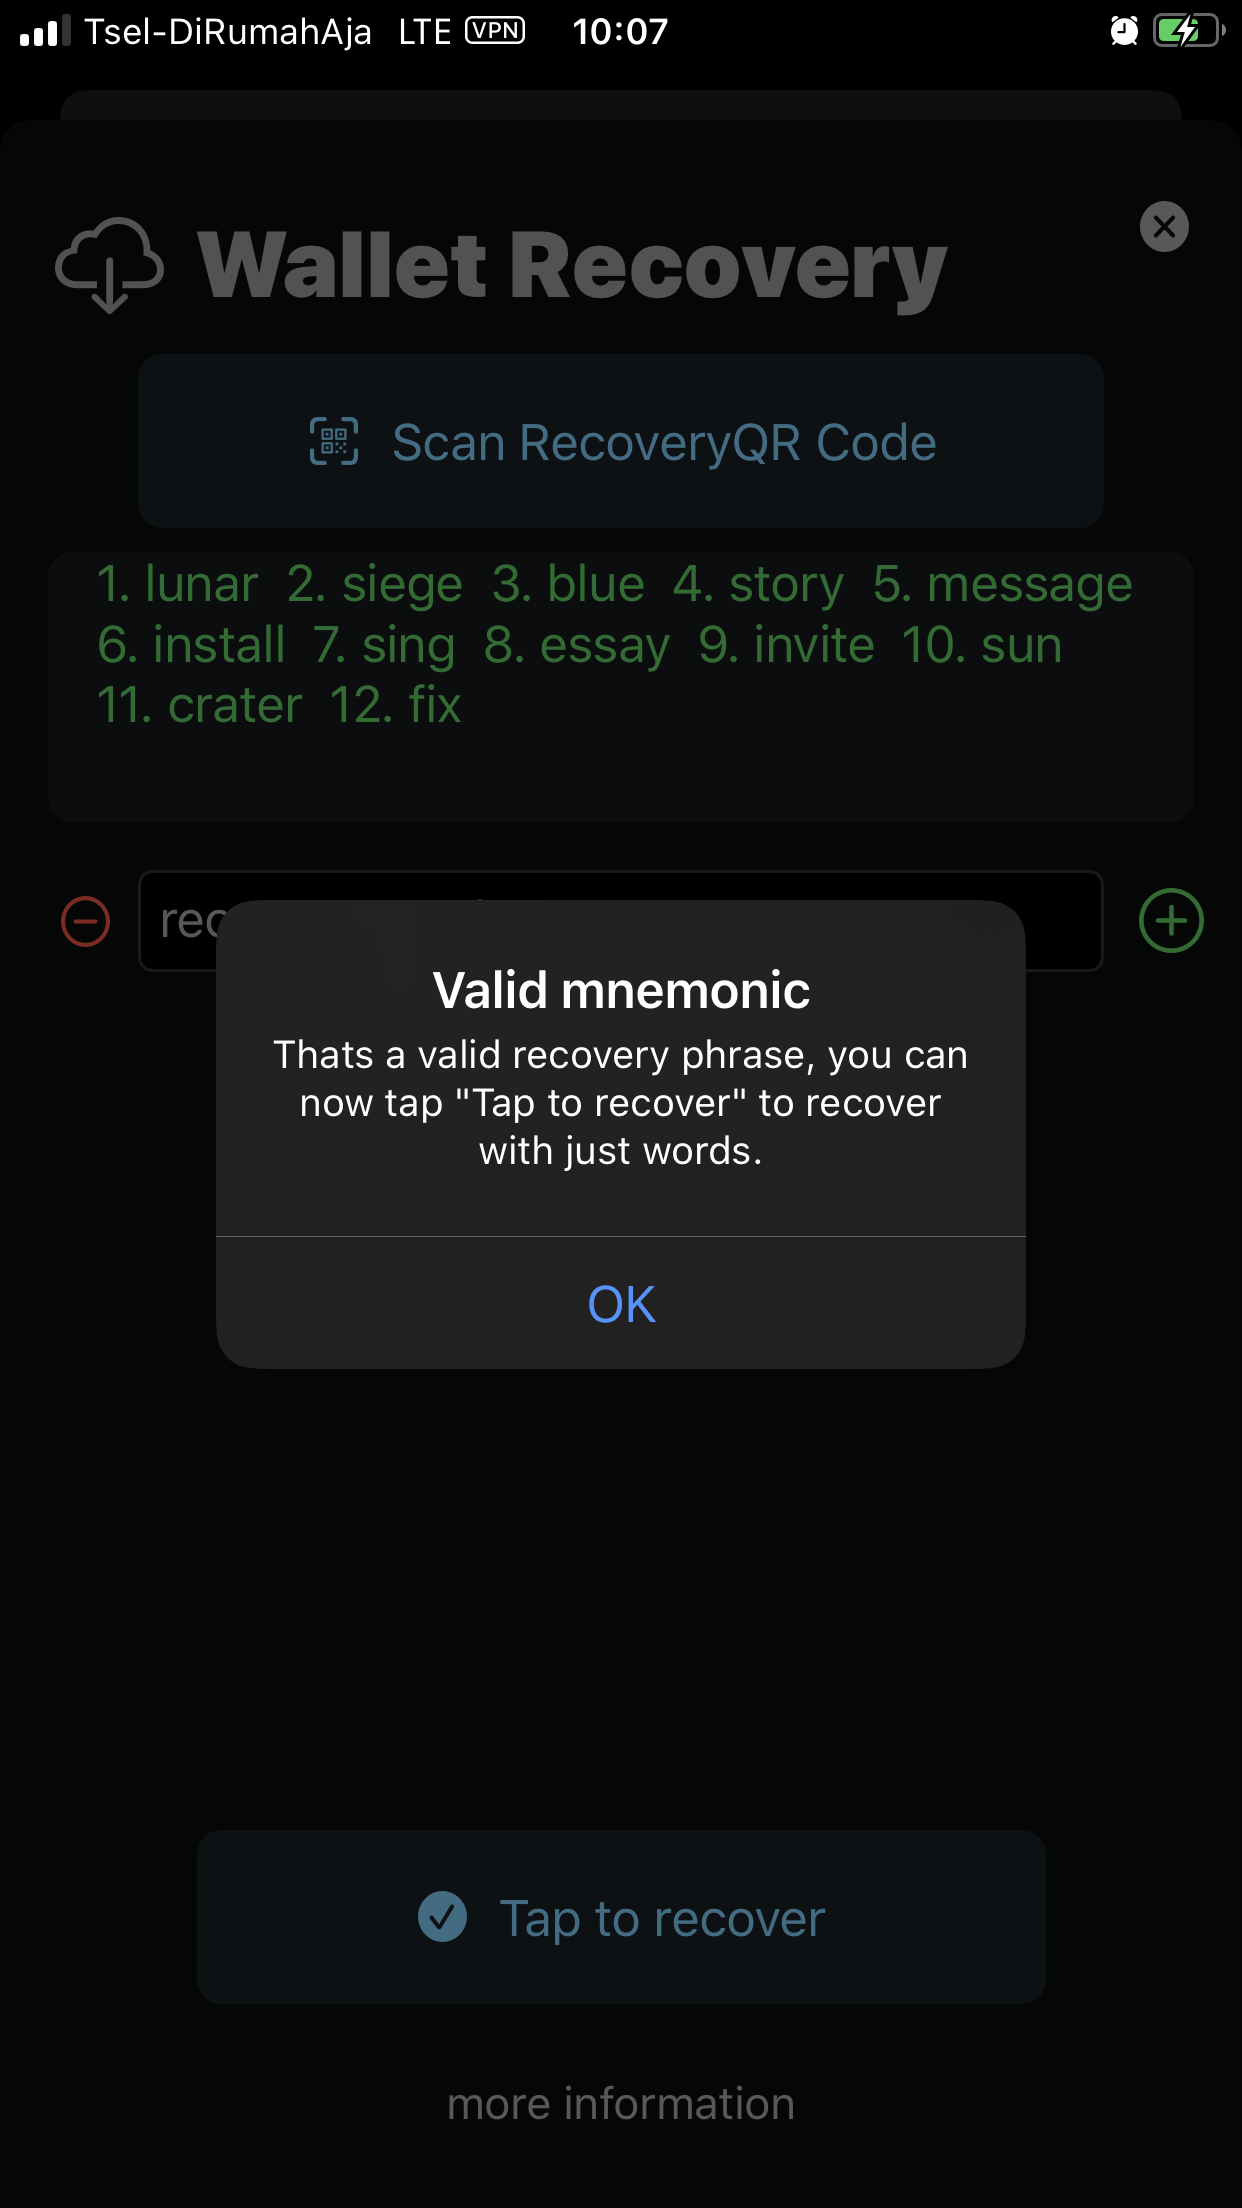 Tsel-DiRumahAja LTE VPN 10:07
Wallet Recovery
Scan RecoveryQR Code
1. lunar 2. siege 3. blue 4. story 5. message
6. install 7. sing 8. essay 9. invite 10. sun
11. crater 12. fix
Valid mnemonic
Thats a valid recovery phrase, you can
now tap "Tap to recover" to recover
with just words.
OK
Tap to recover
more information